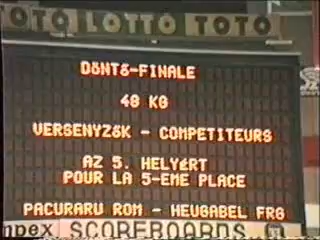 TOTO LOTTO TOTO
DÖNTŐ-FINALE
48 KG
VERSENYZŐK - COMPETITEURS
AZ 5. HELYÉRT
POUR LA 5-EME PLACE
PACURARU ROM - HEUGABEL FRG
mpex SCOREBOARDS